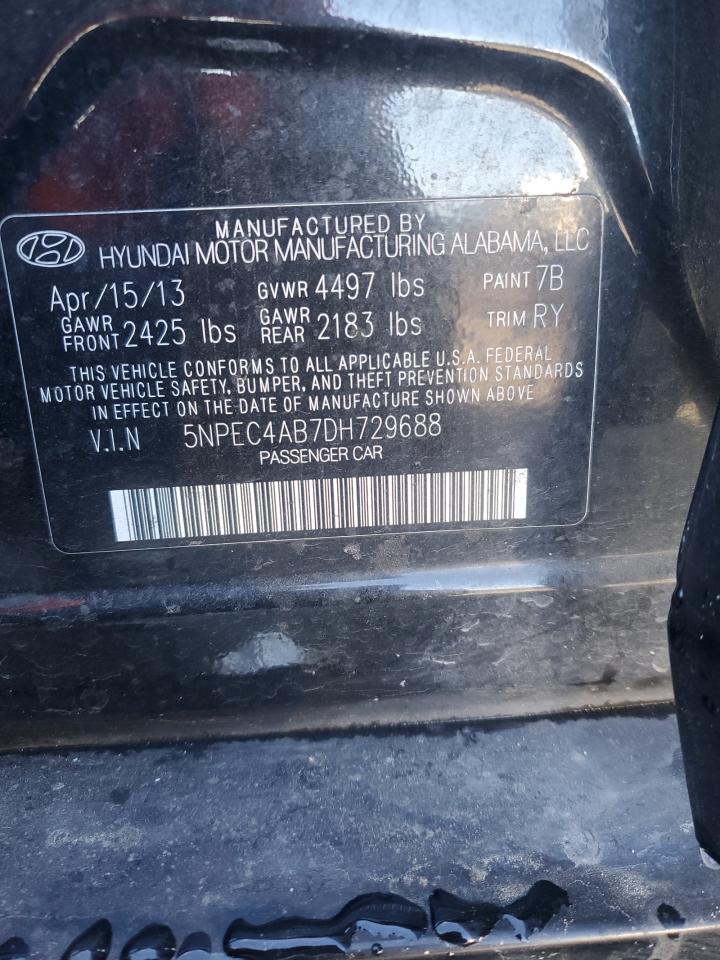 MANUFACTURED BY
HYUNDAI MOTOR MANUFACTURING ALABAMA, LLC
Apr/15/13 GVWR 4497 lbs PAINT 7B
GAWR FRONT 2425 lbs GAWR REAR 2183 lbs TRIM RY
THIS VEHICLE CONFORMS TO ALL APPLICABLE U.S.A. FEDERAL
MOTOR VEHICLE SAFETY, BUMPER, AND THEFT PREVENTION STANDARDS
IN EFFECT ON THE DATE OF MANUFACTURE SHOWN ABOVE
V.I.N 5NPEC4AB7DH729688
PASSENGER CAR